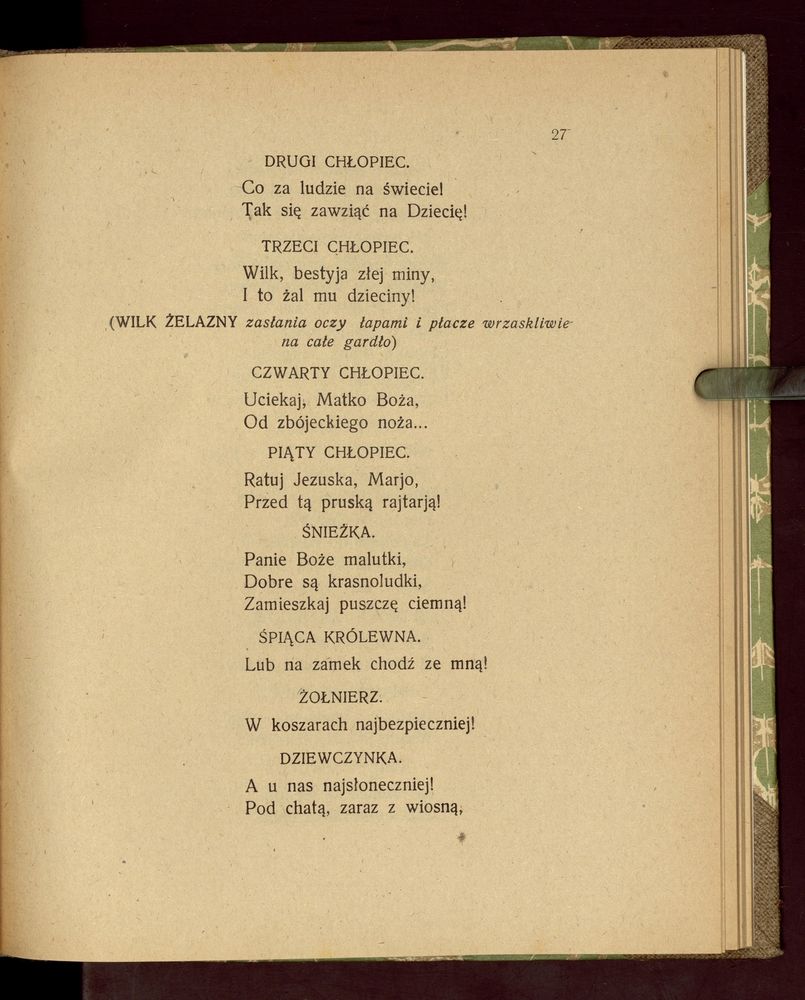 27
DRUGI CHŁOPIEC.
Co za ludzie na świecie!
Tak się zawziąć na Dziecię!
TRZECI CHŁOPIEC.
Wilk, bestyja złej miny,
I to żal mu dzieciny!
(WILK ŻELAZNY zasłania oczy łapami i płacze wrzaskliwie
na całe gardło)
CZWARTY CHŁOPIEC.
Uciekaj, Matko Boża,
Od zbójeckiego noża...
PIĄTY CHŁOPIEC.
Ratuj Jezuska, Marjo,
Przed tą pruską rajtarją!
ŚNIEŻKA.
Panie Boże malutki,
Dobre są krasnoludki,
Zamieszkaj puszczę ciemną!
ŚPIĄCA KRÓLEWNA.
Lub na zamek chodź ze mną!
ŻOŁNIERZ.
W koszarach najbezpieczniej!
DZIEWCZYNKA.
A u nas najsłoneczniej!
Pod chatą, zaraz z wiosną,